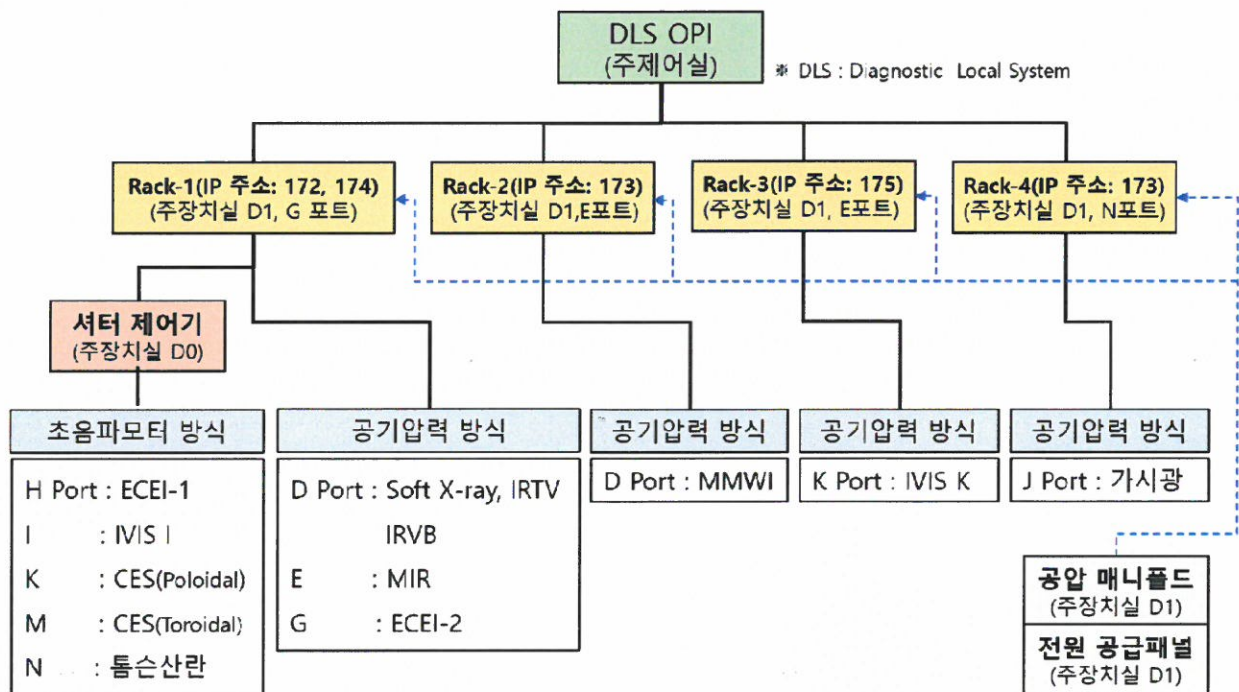 DLS OPI
(주제어실)
※ DLS : Diagnostic Local System
Rack-1(IP 주소: 172, 174)
(주장치실 D1, G 포트)
Rack-2(IP 주소: 173)
(주장치실 D1,E포트)
Rack-3(IP 주소: 175)
(주장치실 D1, E포트)
Rack-4(IP 주소: 173)
(주장치실 D1, N포트)
셔터 제어기
(주장치실 D0)
초음파모터 방식
H Port : ECEI-1
I : IVIS I
K : CES(Poloidal)
M : CES(Toroidal)
N : 톰슨산란
공기압력 방식
D Port : Soft X-ray, IRTV
IRVB
E : MIR
G : ECEI-2
공기압력 방식
D Port : MMWI
공기압력 방식
K Port : IVIS K
공기압력 방식
J Port : 가시광
공압 매니폴드
(주장치실 D1)
전원 공급패널
(주장치실 D1)